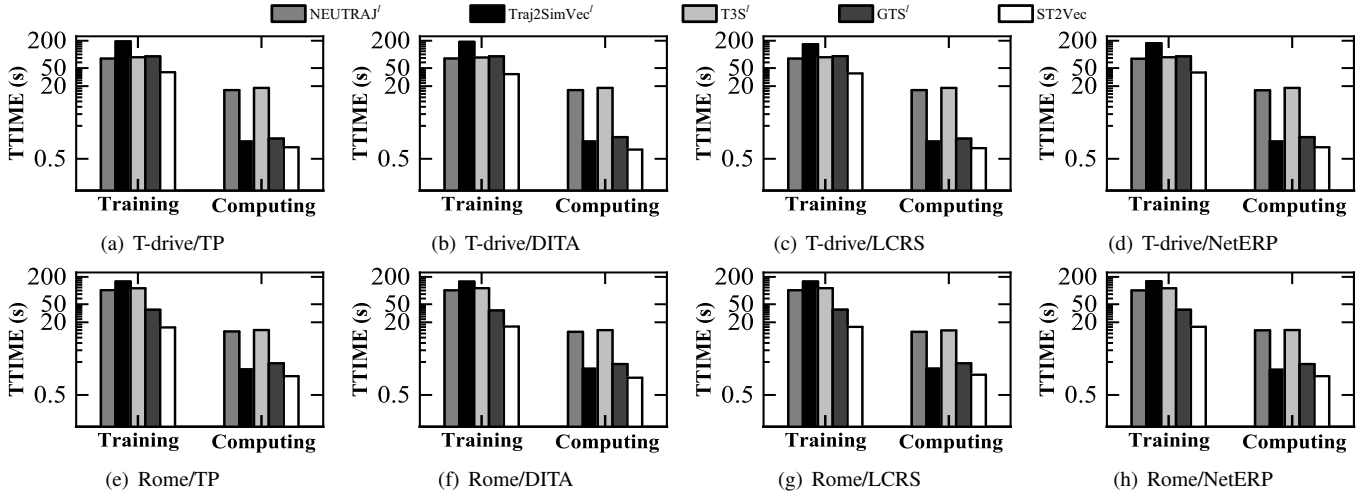 NEUTRAJˡ Traj2SimVecˡ T3Sˡ GTSˡ ST2Vec
200
50
20
0.5
TTIME (s)
Training Computing
(a) T-drive/TP
200
50
20
0.5
TTIME (s)
Training Computing
(b) T-drive/DITA
200
50
20
0.5
TTIME (s)
Training Computing
(c) T-drive/LCRS
200
50
20
0.5
TTIME (s)
Training Computing
(d) T-drive/NetERP
200
50
20
0.5
TTIME (s)
Training Computing
(e) Rome/TP
200
50
20
0.5
TTIME (s)
Training Computing
(f) Rome/DITA
200
50
20
0.5
TTIME (s)
Training Computing
(g) Rome/LCRS
200
50
20
0.5
TTIME (s)
Training Computing
(h) Rome/NetERP